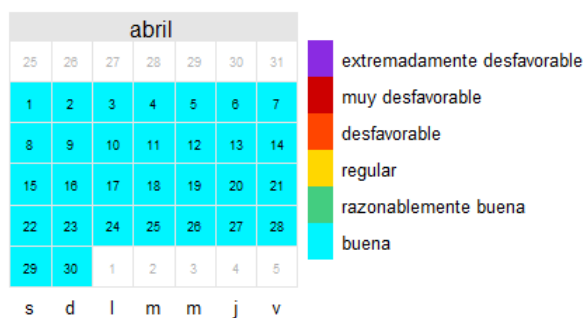 abril
25 26 27 28 29 30 31
1 2 3 4 5 6 7
8 9 10 11 12 13 14
15 16 17 18 19 20 21
22 23 24 25 26 27 28
29 30 1 2 3 4 5
s d l m m j v
extremadamente desfavorable
muy desfavorable
desfavorable
regular
razonablemente buena
buena